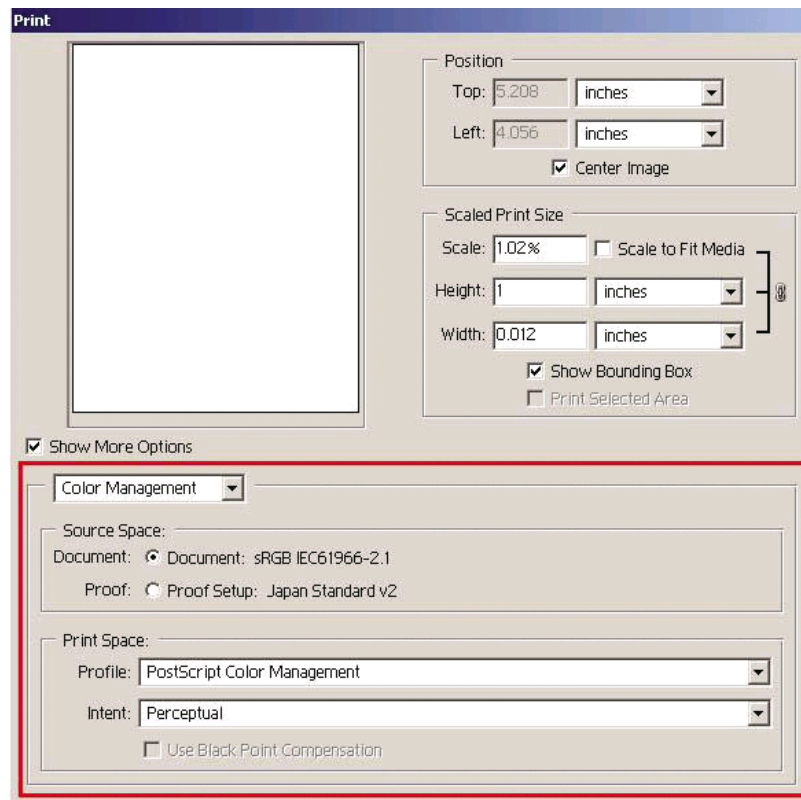 Print
Position
Top: 5.208 inches
Left: 4.056 inches
Center Image
Scaled Print Size
Scale: 1.02% Scale to Fit Media
Height: 1 inches
Width: 0.012 inches
Show Bounding Box
Print Selected Area
Show More Options
Color Management
Source Space:
Document: Document: sRGB IEC61966-2.1
Proof: Proof Setup: Japan Standard v2
Print Space:
Profile: PostScript Color Management
Intent: Perceptual
Use Black Point Compensation